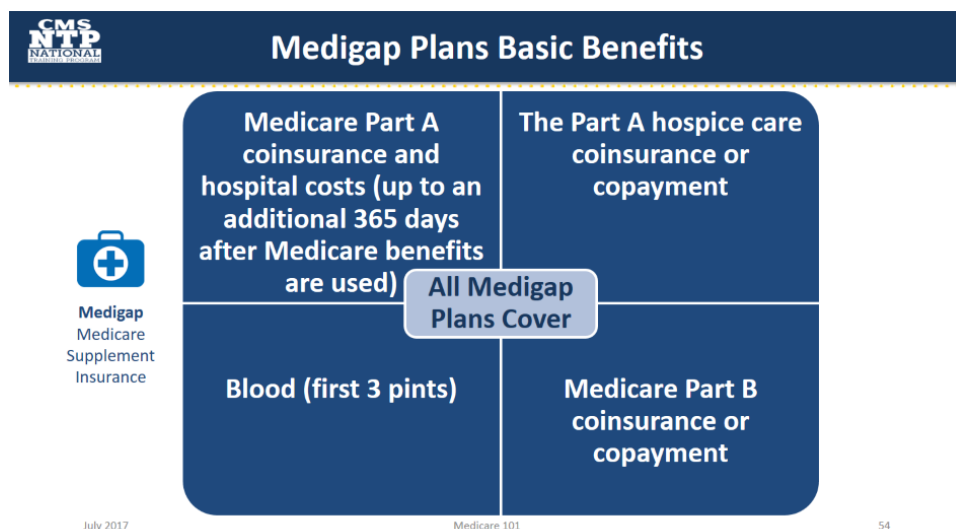 CMS
NTP
NATIONAL
TRAINING PROGRAM
Medigap Plans Basic Benefits
Medicare Part A
coinsurance and
hospital costs (up to an
additional 365 days
after Medicare benefits
are used)
The Part A hospice care
coinsurance or
copayment
All Medigap
Plans Cover
Medigap
Medicare
Supplement
Insurance
Blood (first 3 pints)
Medicare Part B
coinsurance or
copayment
July 2017
Medicare 101
54